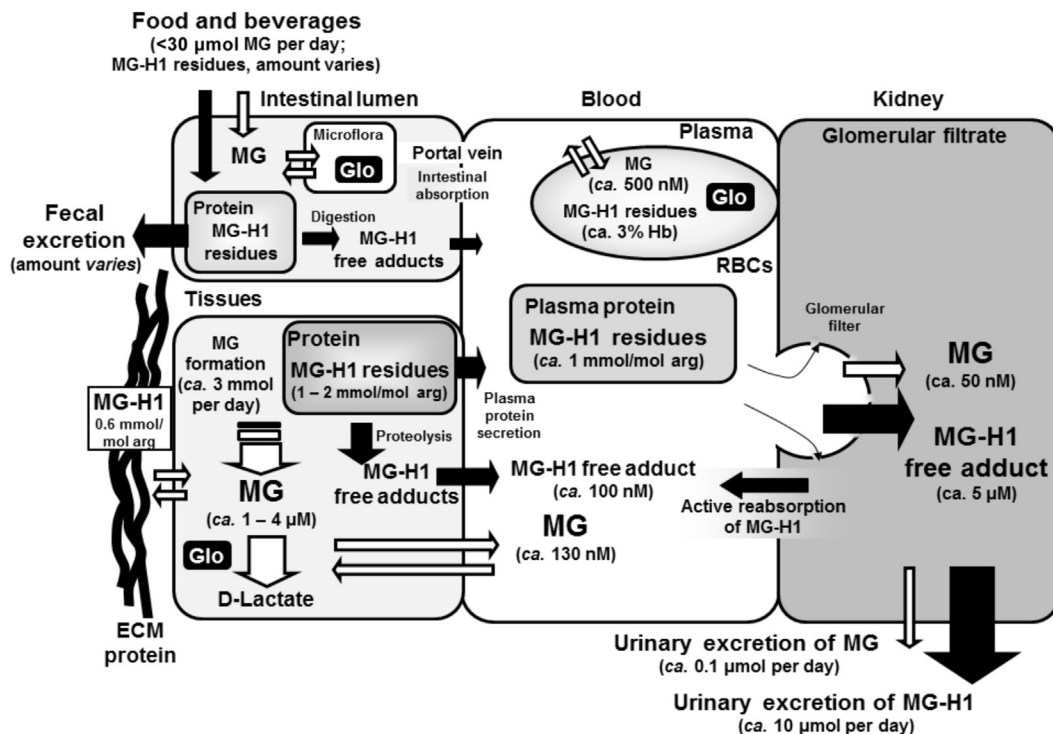 Food and beverages
(<30 µmol MG per day;
MG-H1 residues, amount varies)
Intestinal lumen
MG
Microflora
Glo
Portal vein
Inrtestinal
absorption
Protein
MG-H1
residues
Digestion
MG-H1
free adducts
Fecal
excretion
(amount varies)
Tissues
MG
formation
(ca. 3 mmol
per day)
Protein
MG-H1 residues
(1 – 2 mmol/mol arg)
Plasma
protein
secretion
Proteolysis
MG-H1
free adducts
MG-H1
0.6 mmol/
mol arg
MG
(ca. 1 – 4 µM)
Glo
D-Lactate
ECM
protein
Blood
Plasma
MG
(ca. 500 nM)
Glo
MG-H1 residues
(ca. 3% Hb)
RBCs
Plasma protein
MG-H1 residues
(ca. 1 mmol/mol arg)
MG-H1 free adduct
(ca. 100 nM)
MG
(ca. 130 nM)
Active reabsorption
of MG-H1
Kidney
Glomerular filtrate
Glomerular
filter
MG
(ca. 50 nM)
MG-H1
free adduct
(ca. 5 µM)
Urinary excretion of MG
(ca. 0.1 µmol per day)
Urinary excretion of MG-H1
(ca. 10 µmol per day)